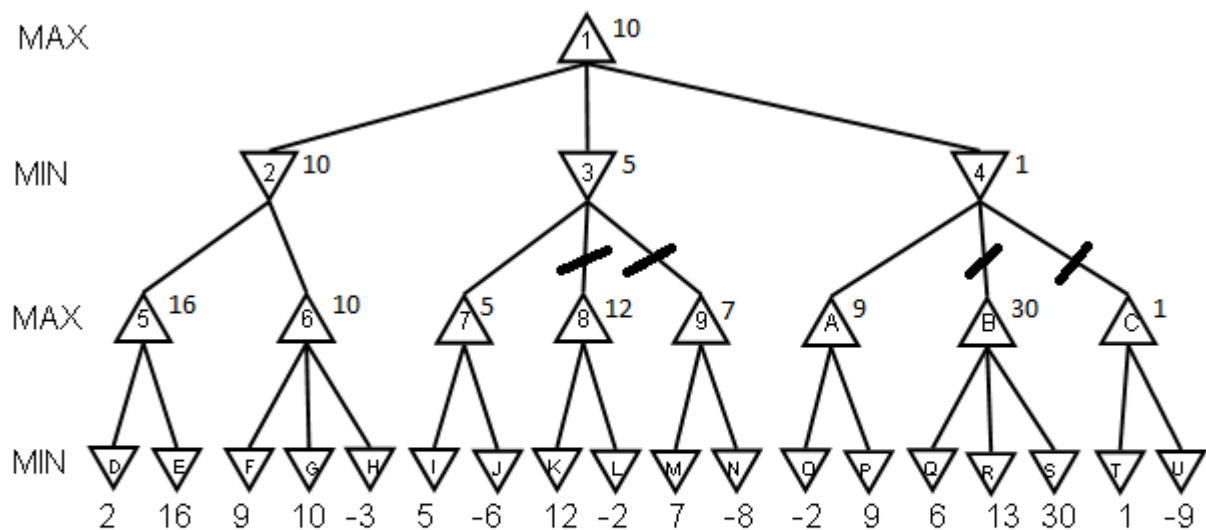 MAX 1 10
MIN 2 10 3 5 4 1
MAX 5 16 6 10 7 5 8 12 9 7 A 9 B 30 C 1
MIN D E F G H I J K L M N O P Q R S T U
2 16 9 10 -3 5 -6 12 -2 7 -8 -2 9 6 13 30 1 -9